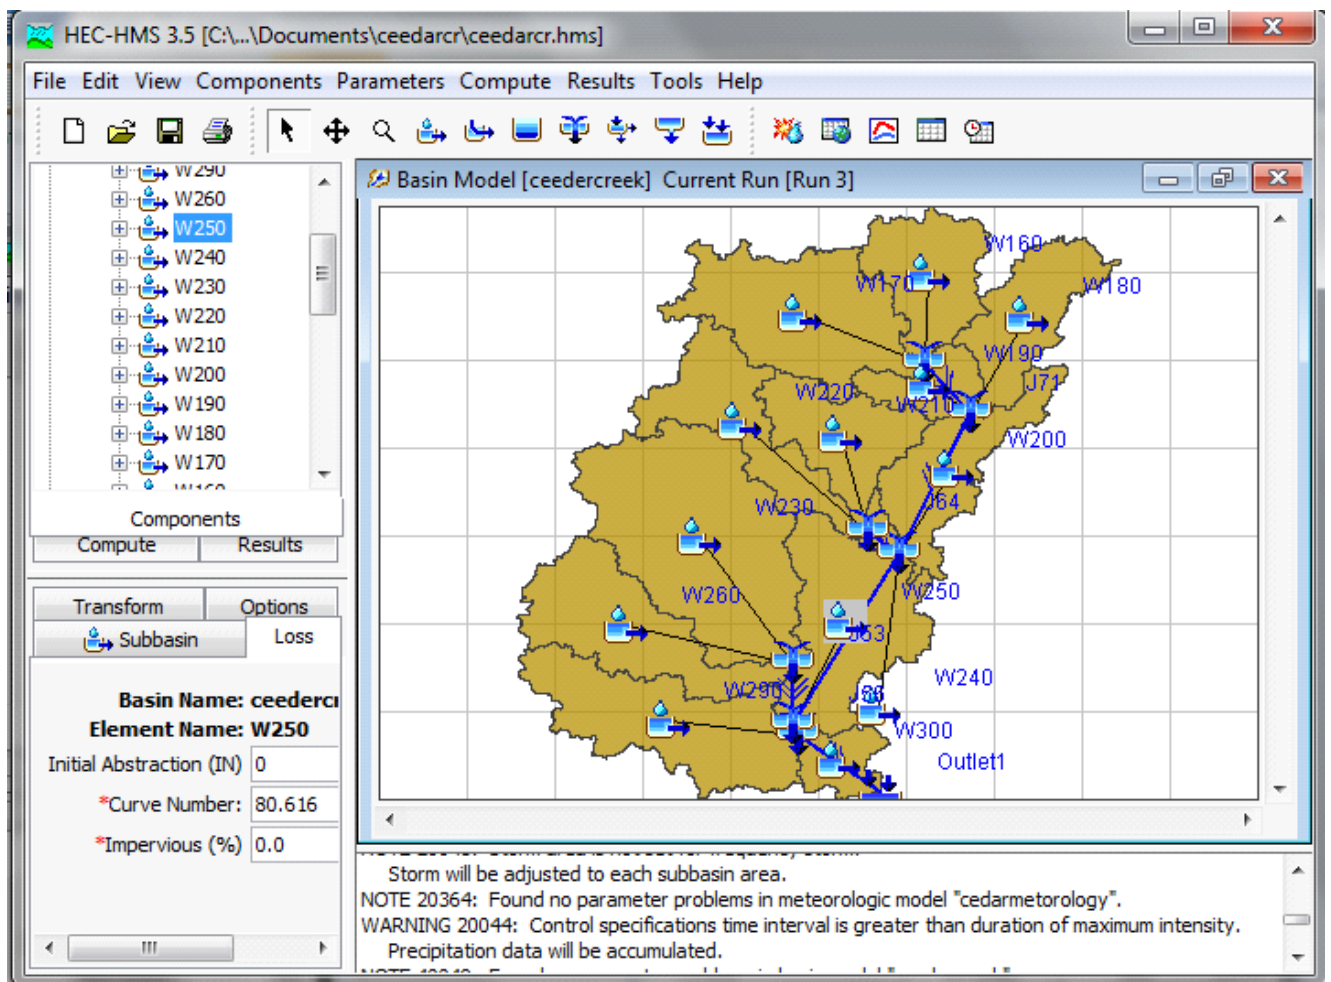 HEC-HMS 3.5 [C:\...\Documents\ceedarcr\ceedarcr.hms]
File Edit View Components Parameters Compute Results Tools Help
W290
W260
W250
W240
W230
W220
W210
W200
W190
W180
W170
W160
Components
Compute Results
Transform Options
Subbasin Loss
Basin Name: ceedercr
Element Name: W250
Initial Abstraction (IN) 0
*Curve Number: 80.616
*Impervious (%) 0.0
Basin Model [ceedercreek] Current Run [Run 3]
W160
W170
W180
W190
J71
W220
W210
W200
J64
W230
W260
W250
J53
W290
W240
W300
Outlet1
Storm will be adjusted to each subbasin area.
NOTE 20364: Found no parameter problems in meteorologic model "cedarmetorology".
WARNING 20044: Control specifications time interval is greater than duration of maximum intensity.
Precipitation data will be accumulated.